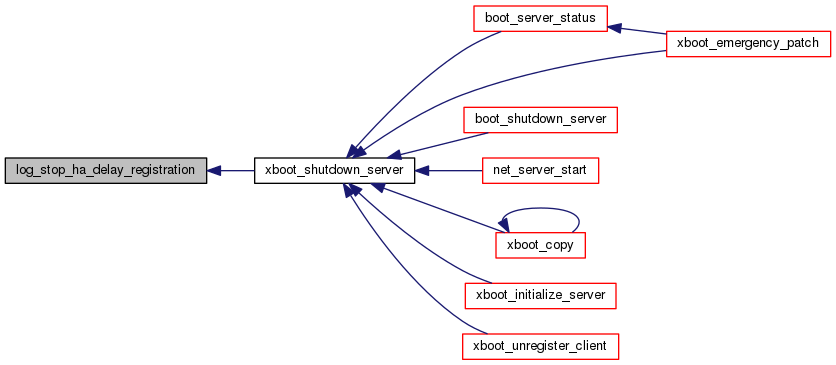 boot_server_status
xboot_emergency_patch
boot_shutdown_server
log_stop_ha_delay_registration
xboot_shutdown_server
net_server_start
xboot_copy
xboot_initialize_server
xboot_unregister_client